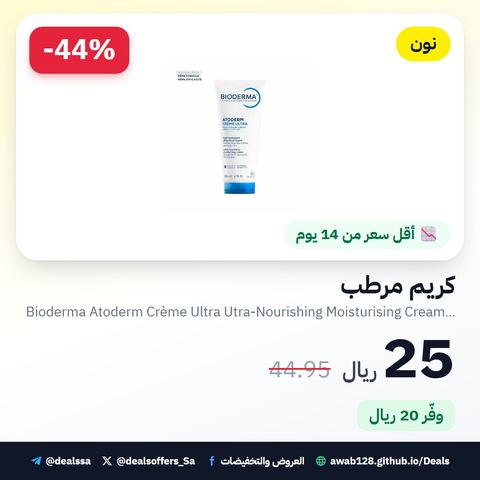 -44%
نون
BIODERMA
ATODERM
CRÈME ULTRA
أقل سعر من 14 يوم
كريم مرطب
Bioderma Atoderm Crème Ultra Utra-Nourishing Moisturising Cream...
25 ريال 44.95
وفّر 20 ريال
@dealssa @dealsoffers_Sa العروض والتخفيضات awab128.github.io/Deals